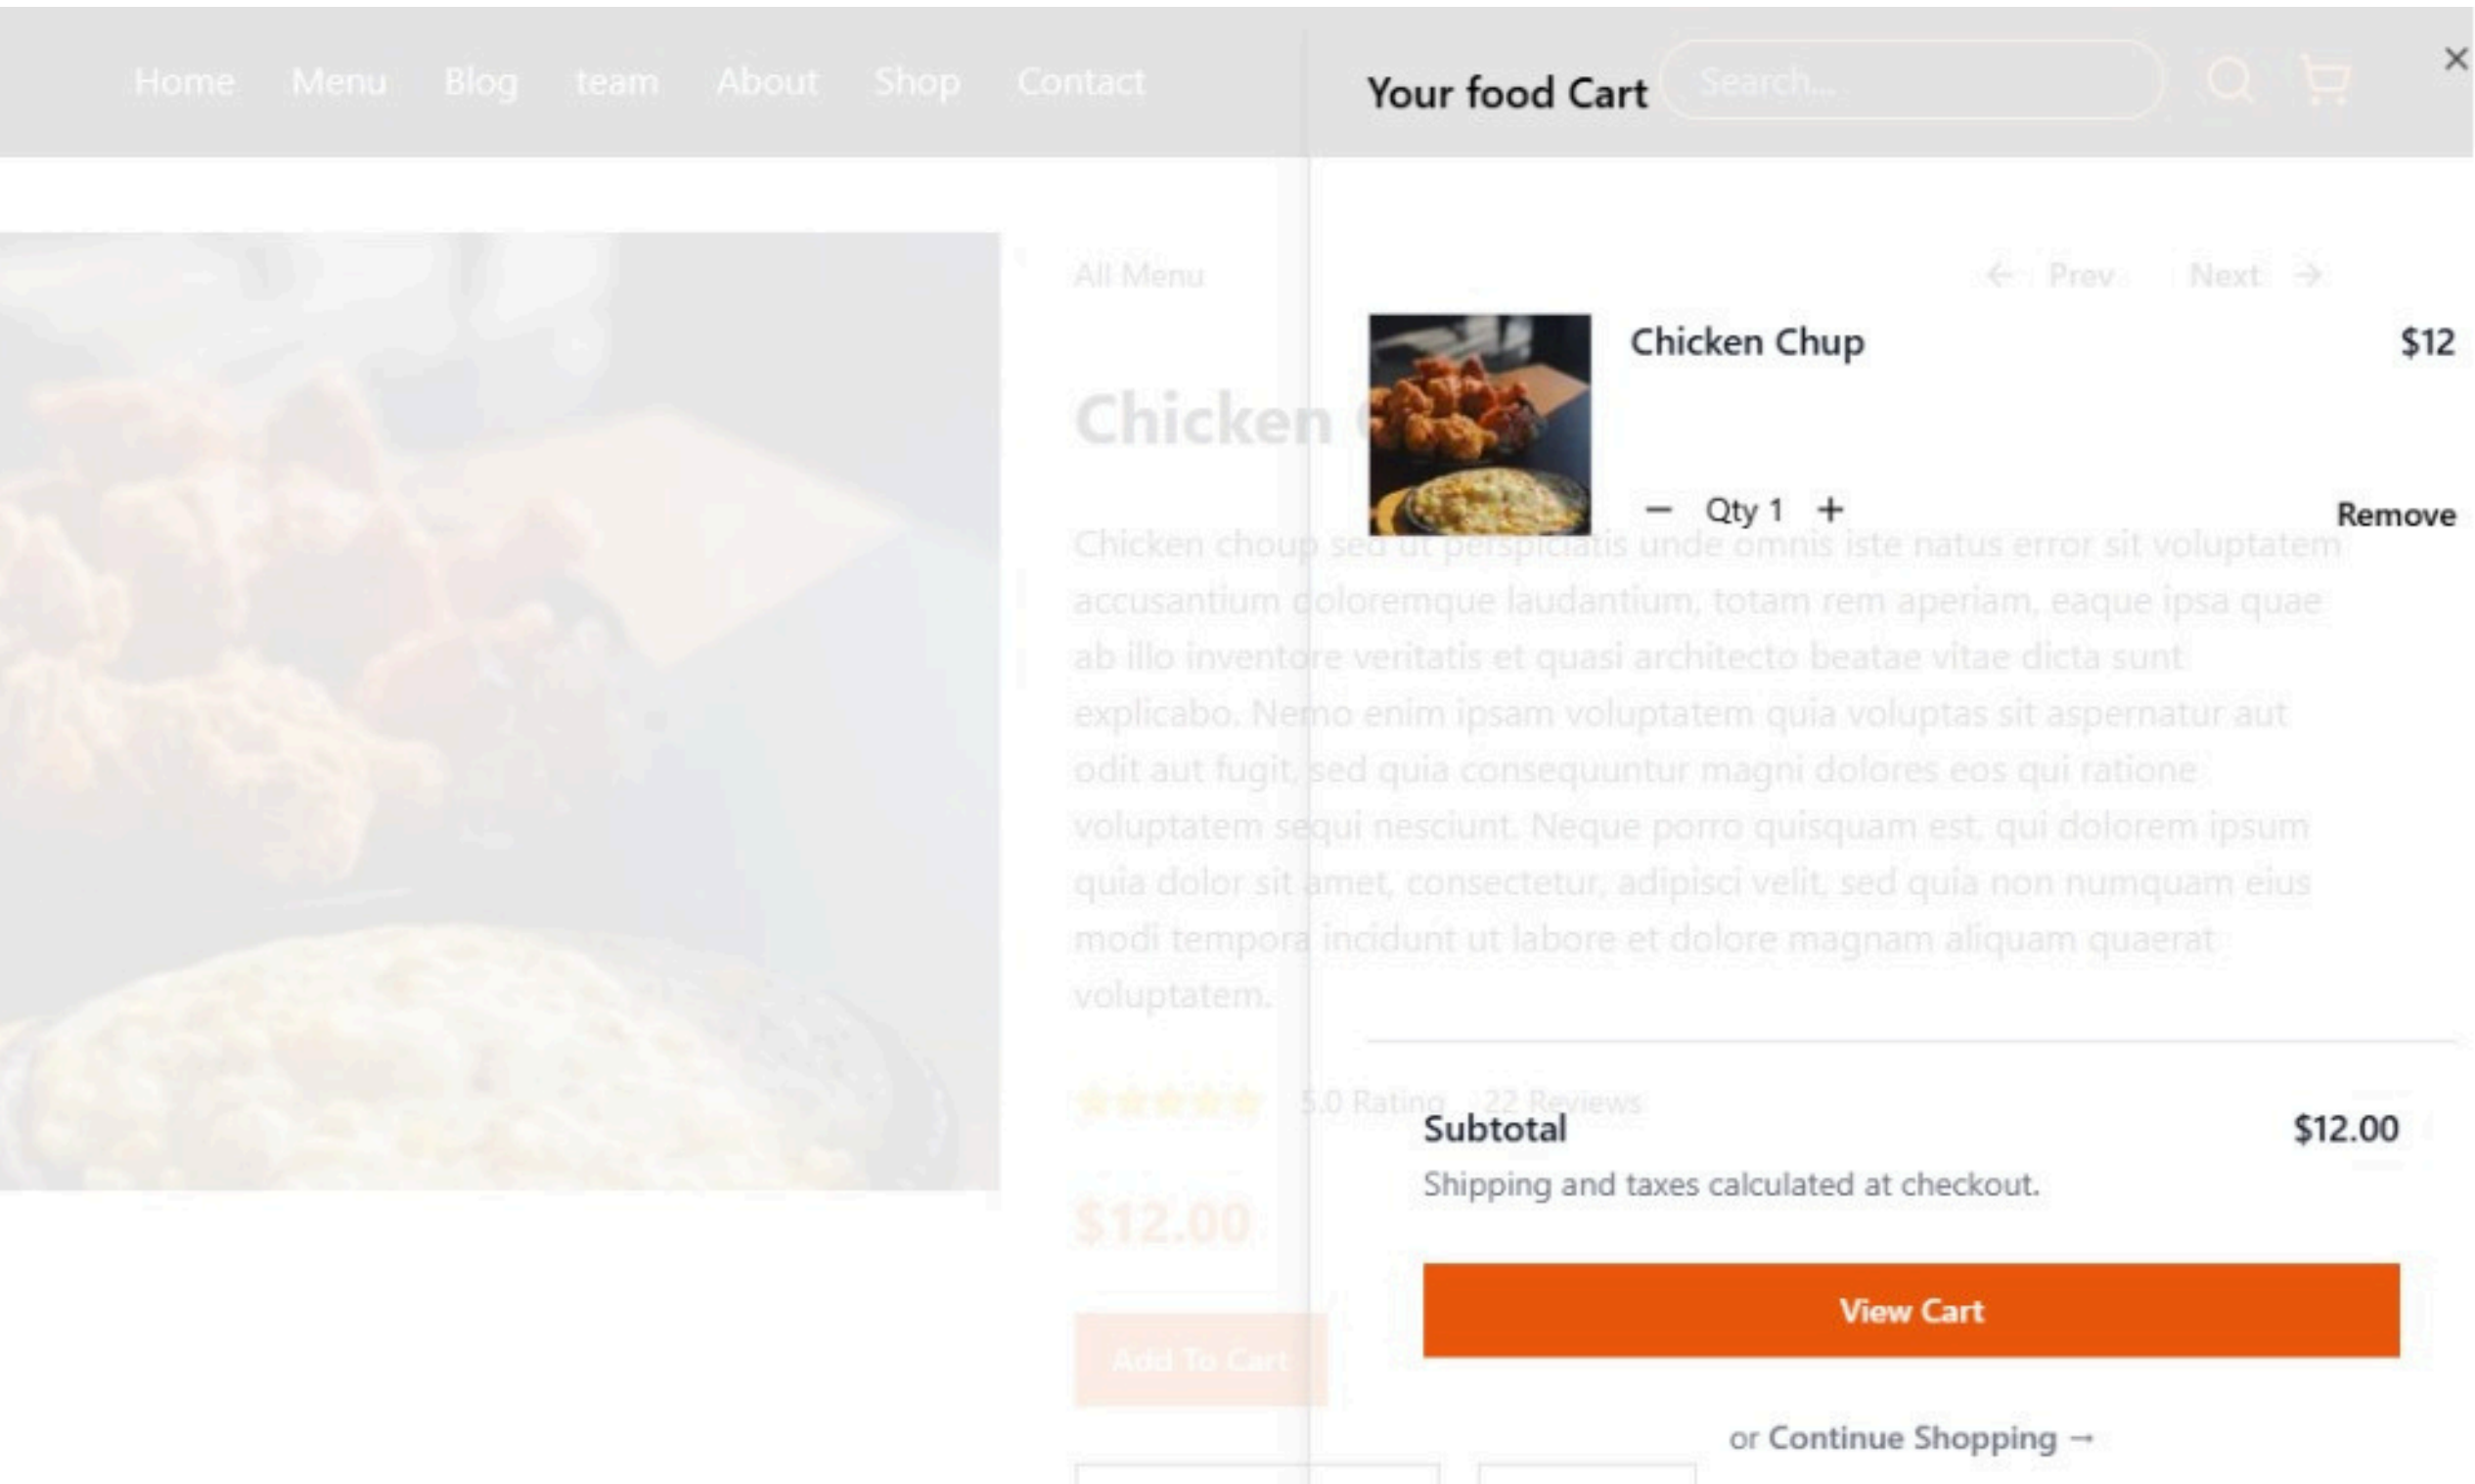 Home Menu Blog team About Shop Contact
Your food Cart
Search...
×
All Menu
← Prev Next →
Chicken Chup $12
Chicken
− Qty 1 +
Remove
Chicken choup sed ut perspiciatis unde omnis iste natus error sit voluptatem
accusantium doloremque laudantium, totam rem aperiam, eaque ipsa quae
ab illo inventore veritatis et quasi architecto beatae vitae dicta sunt
explicabo. Nemo enim ipsam voluptatem quia voluptas sit aspernatur aut
odit aut fugit, sed quia consequuntur magni dolores eos qui ratione
voluptatem sequi nesciunt. Neque porro quisquam est, qui dolorem ipsum
quia dolor sit amet, consectetur, adipisci velit, sed quia non numquam eius
modi tempora incidunt ut labore et dolore magnam aliquam quaerat
voluptatem.
5.0 Rating 22 Reviews
Subtotal $12.00
Shipping and taxes calculated at checkout.
$12.00
View Cart
Add To Cart
or Continue Shopping →